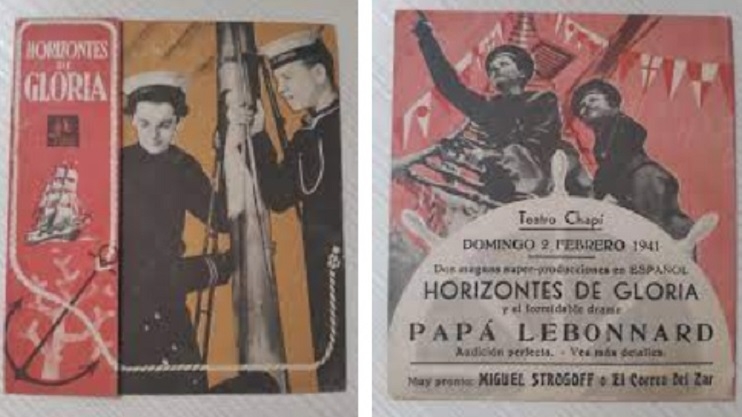 HORIZONTES
DE
GLORIA
Teatro Chapí
DOMINGO 2 FEBRERO 1941
Dos magnas super-producciones en ESPAÑOL
HORIZONTES DE GLORIA
y el formidable drama
PAPÁ LEBONNARD
Audición perfecta. - Vea más detalles.
Muy pronto: MIGUEL STROGOFF o El Correo Del Zar